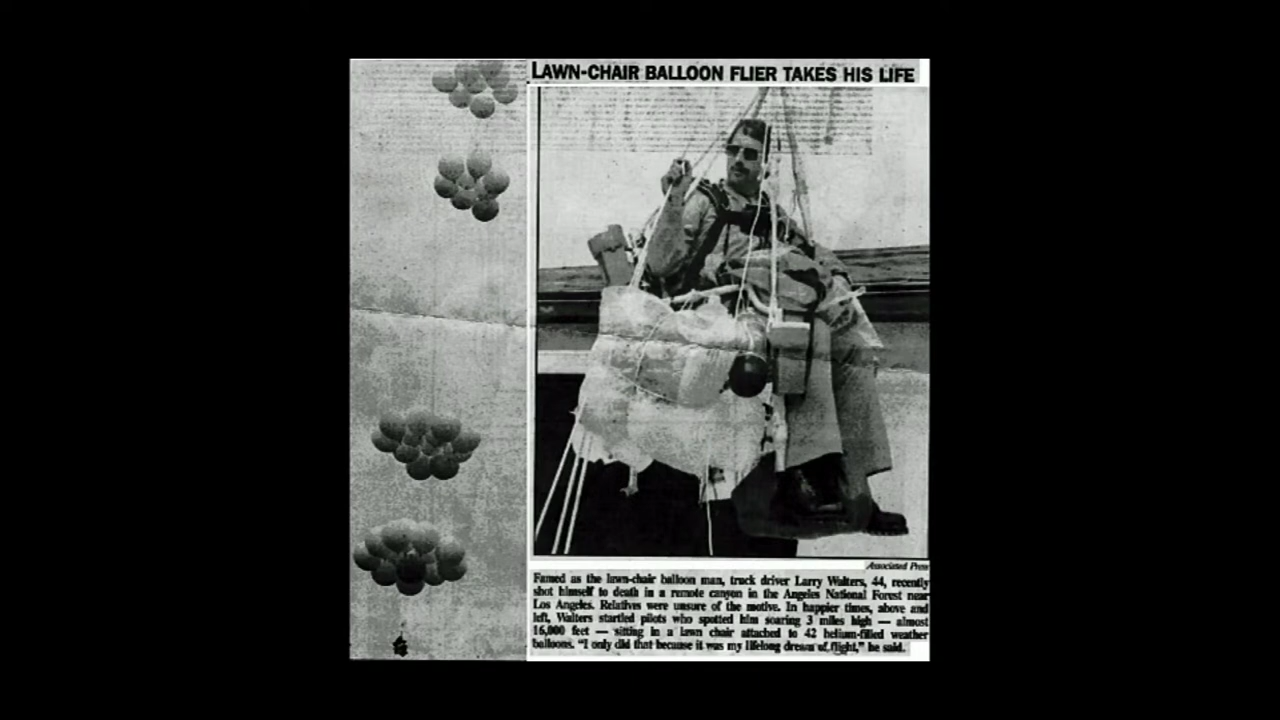 LAWN-CHAIR BALLOON FLIER TAKES HIS LIFE
Associated Press
Famed as the lawn-chair balloon man, truck driver Larry Walters, 44, recently
shot himself to death in a remote canyon in the Angeles National Forest near
Los Angeles. Relatives were unsure of the motive. In happier times, above and
left, Walters startled pilots who spotted him soaring 3 miles high — almost
16,000 feet — sitting in a lawn chair attached to 42 helium-filled weather
balloons. “I only did that because it was my lifelong dream of flight,” he said.